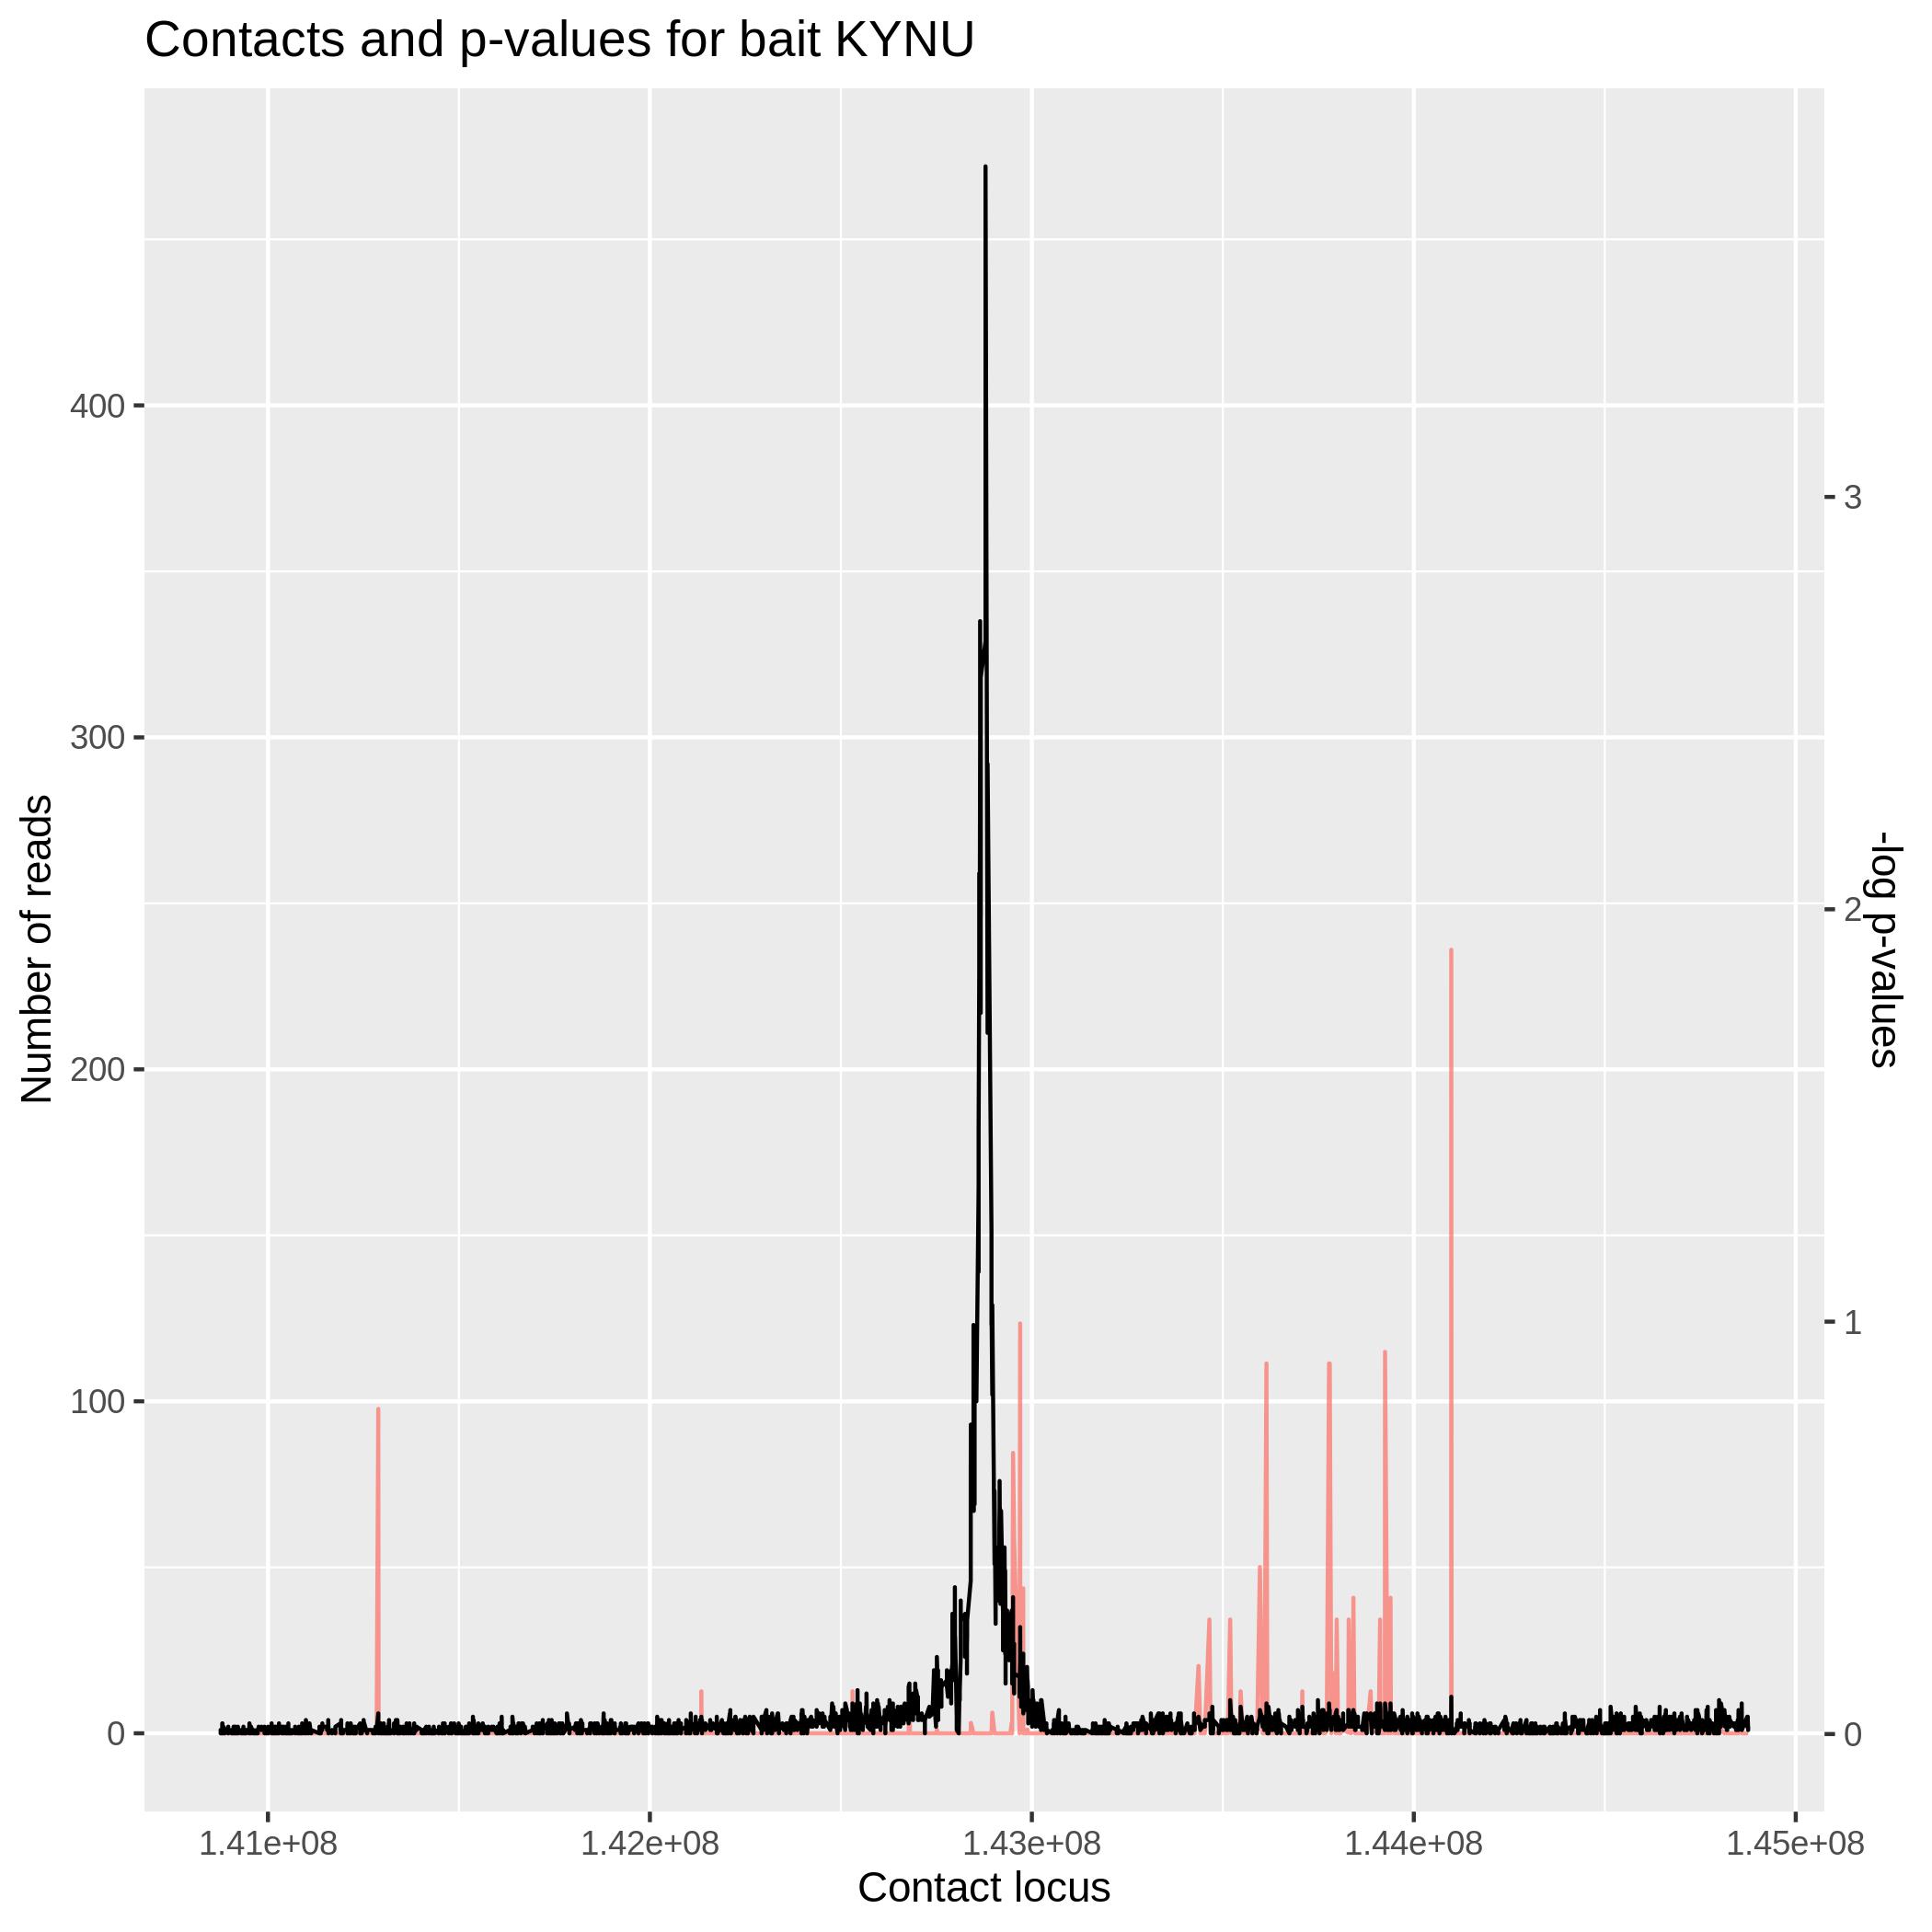 Contacts and p-values for bait KYNU
Number of reads
400
300
200
100
0
3
2
1
0
-log p-values
1.41e+08
1.42e+08
1.43e+08
1.44e+08
1.45e+08
Contact locus